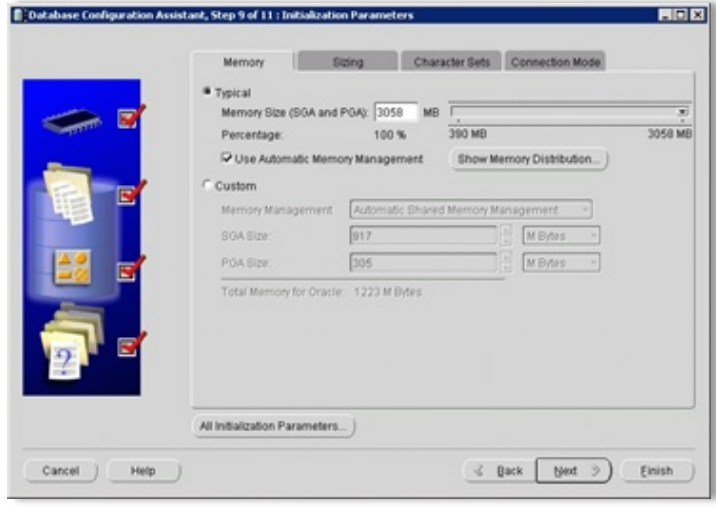 Database Configuration Assistant, Step 9 of 11 : Initialization Parameters
Memory Sizing Character Sets Connection Mode
Typical
Memory Size (SGA and PGA): 3058 MB
Percentage: 100 % 390 MB 3058 MB
Use Automatic Memory Management Show Memory Distribution...
Custom
Memory Management Automatic Shared Memory Management
SGA Size: 917 M Bytes
PGA Size: 305 M Bytes
Total Memory for Oracle: 1223 M Bytes
?
All Initialization Parameters...
Cancel Help Back Next Finish